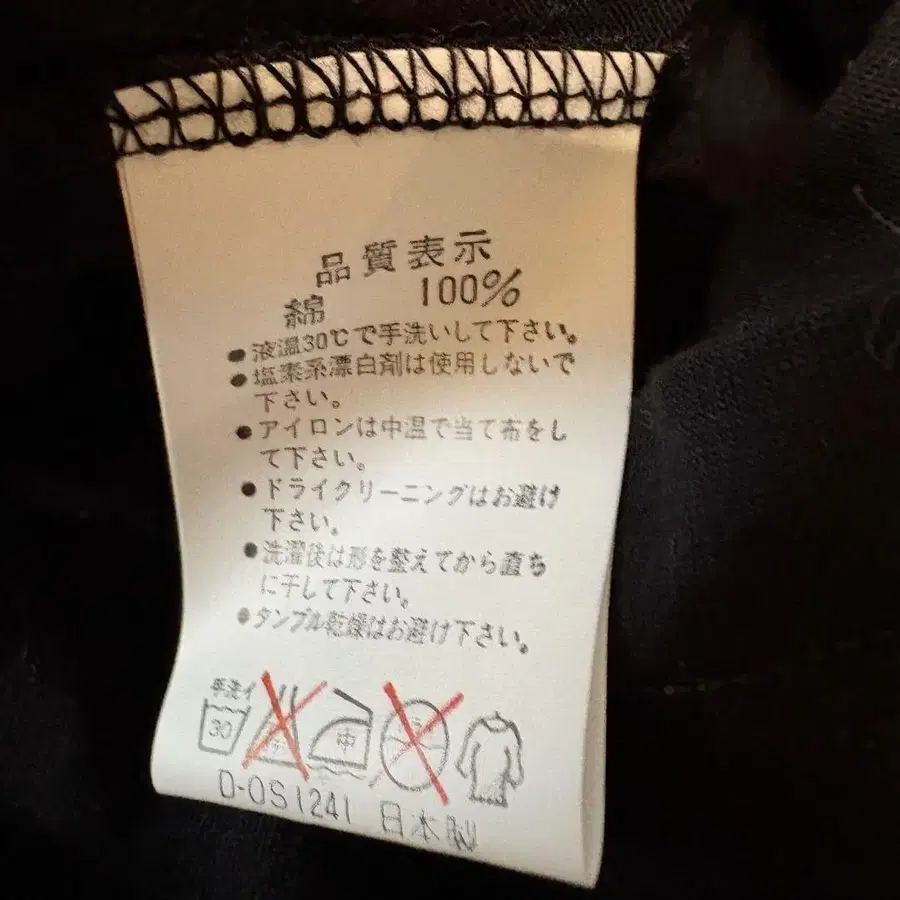 品質表示
綿 100%
●液温30℃で手洗いして下さい。
●塩素系漂白剤は使用しないで
下さい。
●アイロンは中温で当て布をし
て下さい。
●ドライクリーニングはお避け
下さい。
●洗濯後は形を整えてから直ち
に干して下さい。
●タンブル乾燥はお避け下さい。
手洗イ
30
中
D-OS1241 日本製